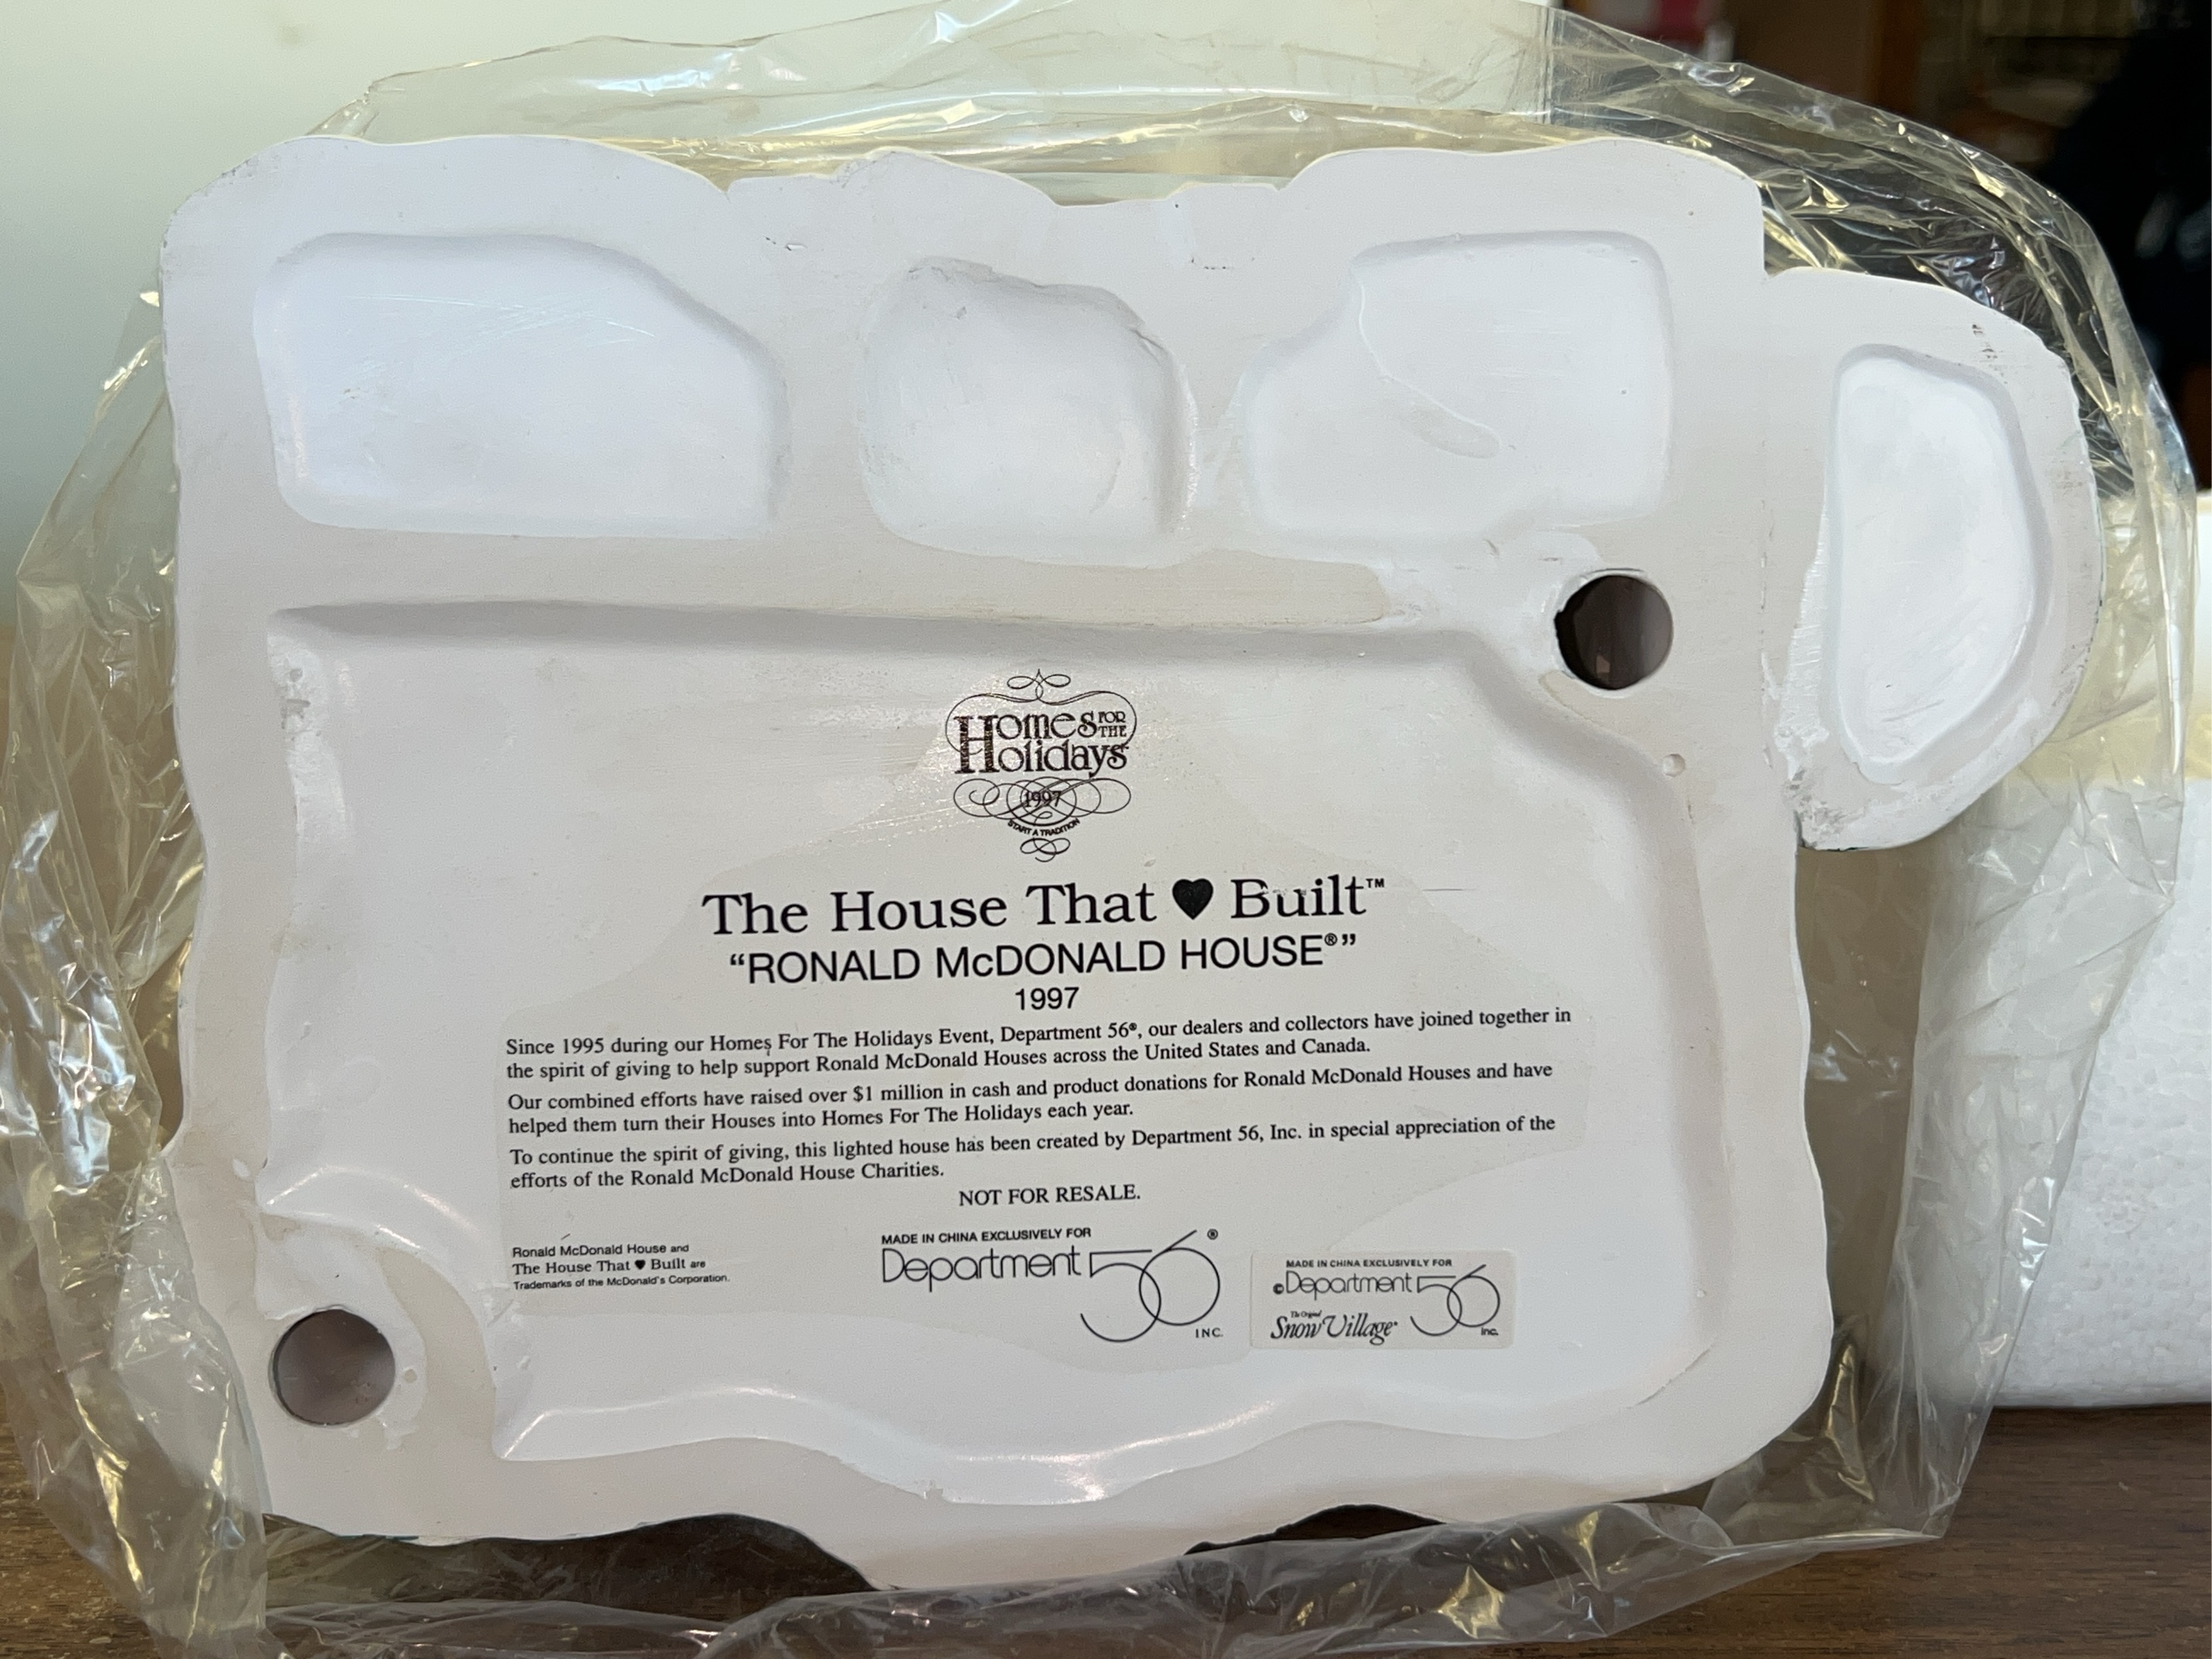 Homes FOR THE
Holidays
1997
START A TRADITION
The House That ♥ Built™
“RONALD McDONALD HOUSE®”
1997
Since 1995 during our Homes For The Holidays Event, Department 56®, our dealers and collectors have joined together in
the spirit of giving to help support Ronald McDonald Houses across the United States and Canada.
Our combined efforts have raised over $1 million in cash and product donations for Ronald McDonald Houses and have
helped them turn their Houses into Homes For The Holidays each year.
To continue the spirit of giving, this lighted house has been created by Department 56, Inc. in special appreciation of the
efforts of the Ronald McDonald House Charities.
NOT FOR RESALE.
Ronald McDonald House and
The House That ♥ Built are
Trademarks of the McDonald's Corporation.
MADE IN CHINA EXCLUSIVELY FOR
Department 56®
INC.
MADE IN CHINA EXCLUSIVELY FOR
©Department 56
The Original
Snow Village®
Inc.